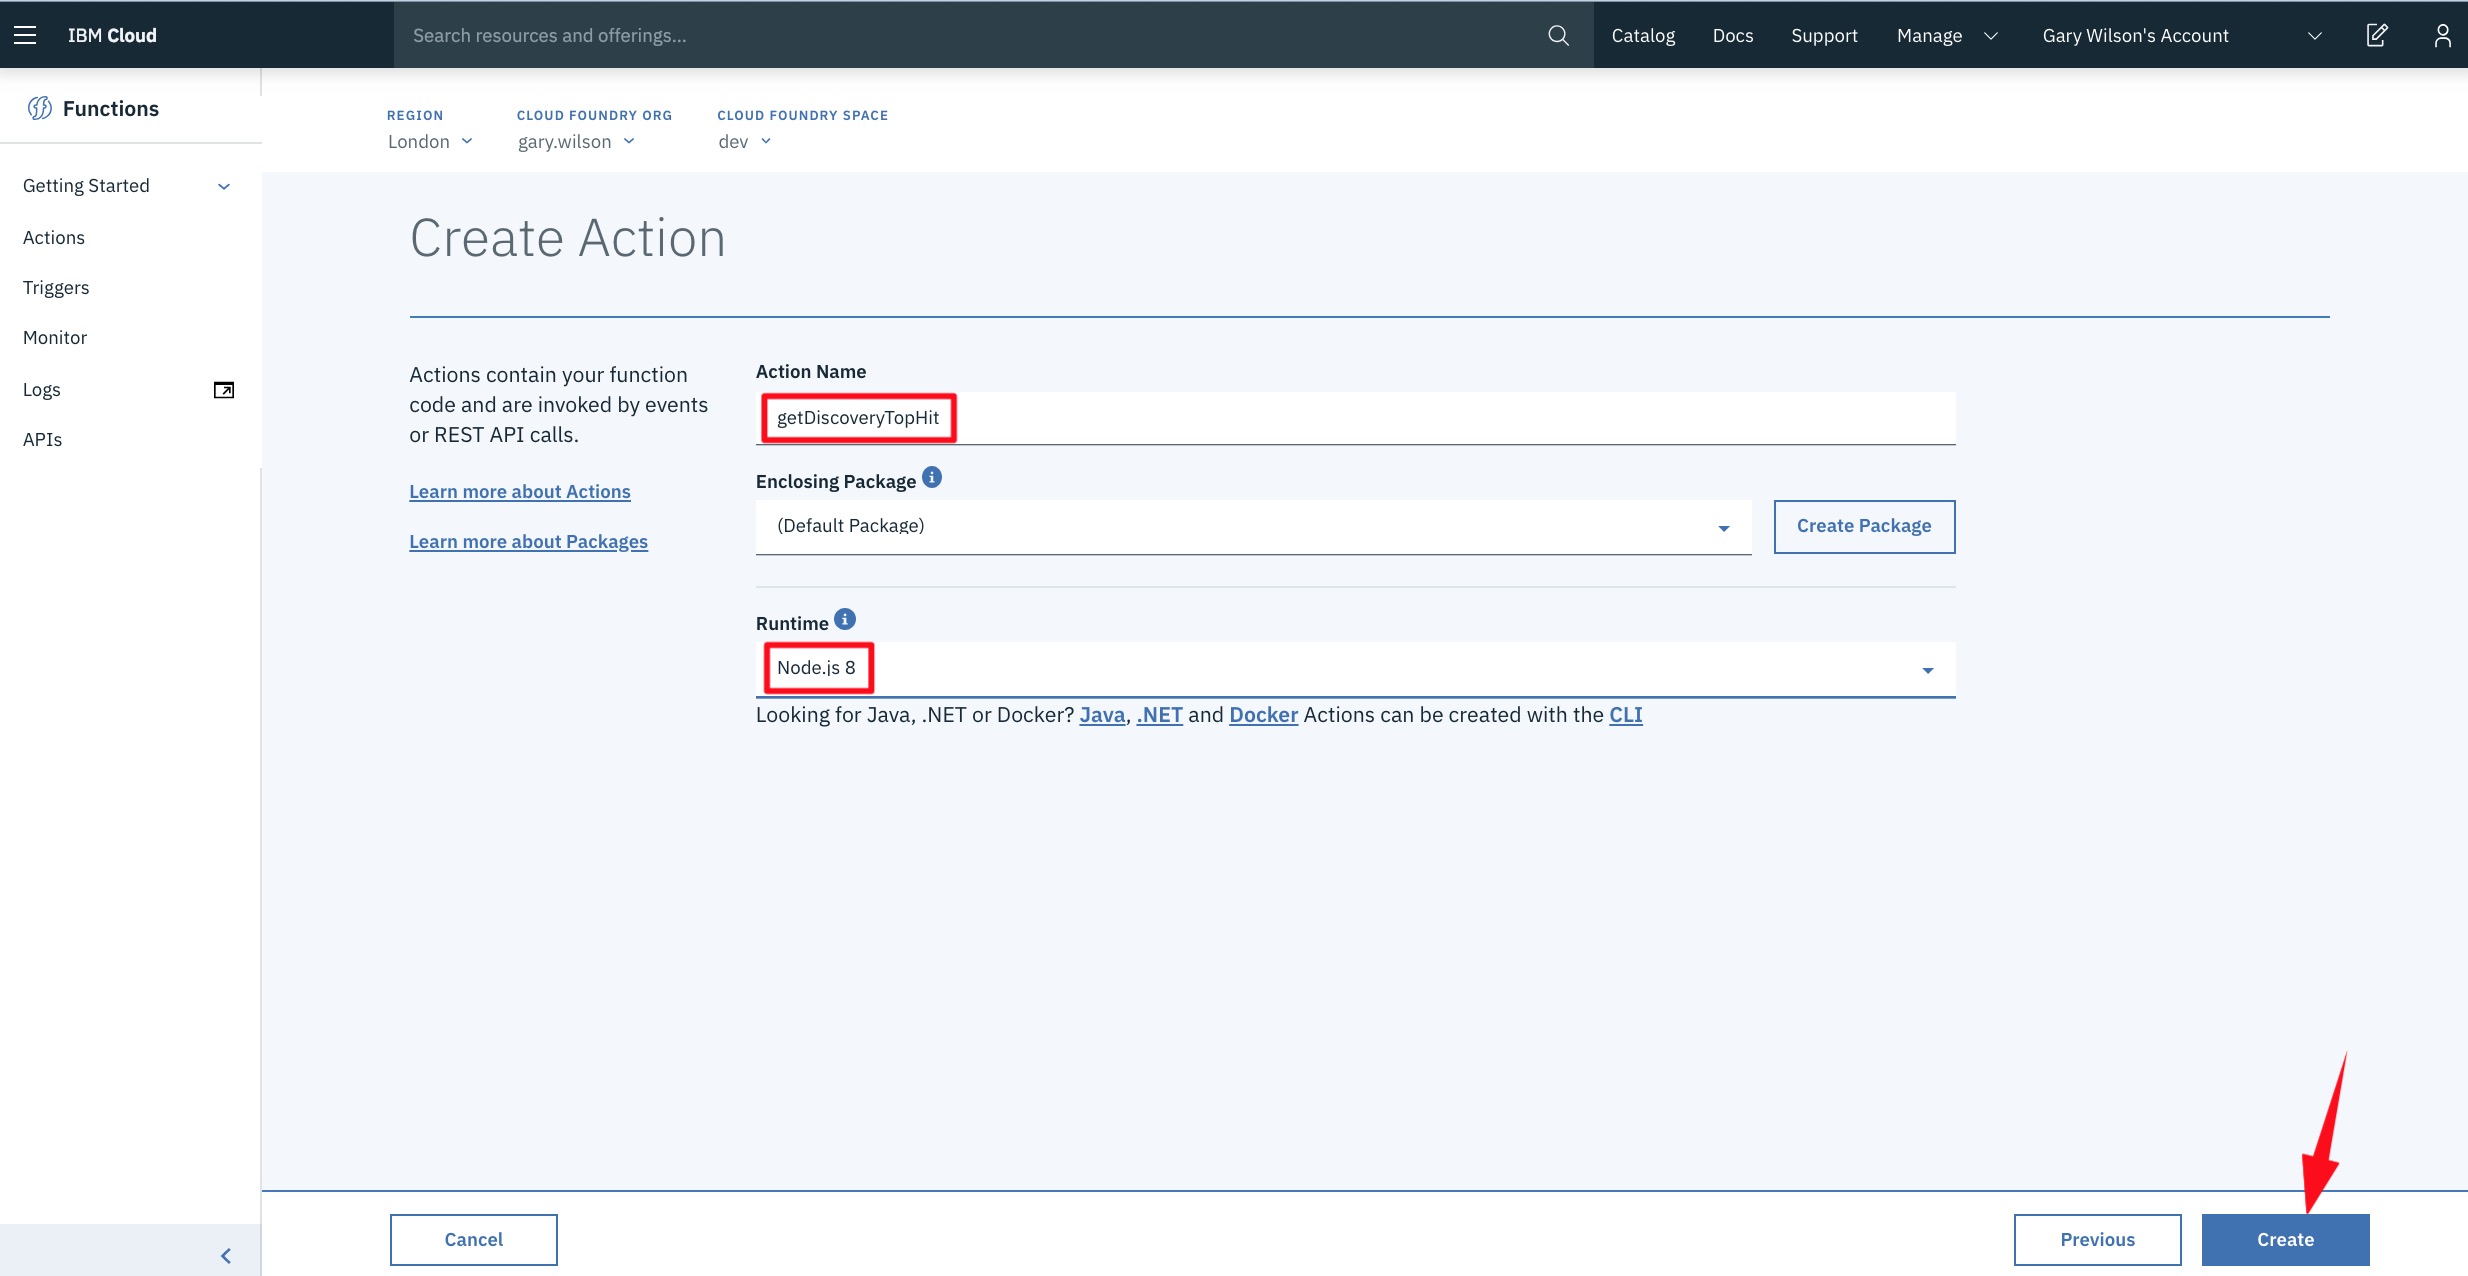 IBM Cloud
Search resources and offerings...
Catalog
Docs
Support
Manage
Gary Wilson's Account
Functions
Getting Started
Actions
Triggers
Monitor
Logs
APIs
REGION
London
CLOUD FOUNDRY ORG
gary.wilson
CLOUD FOUNDRY SPACE
dev
Create Action
Actions contain your function
code and are invoked by events
or REST API calls.
Learn more about Actions
Learn more about Packages
Action Name
getDiscoveryTopHit
Enclosing Package
(Default Package)
Create Package
Runtime
Node.js 8
Looking for Java, .NET or Docker? Java, .NET and Docker Actions can be created with the CLI
Cancel
Previous
Create